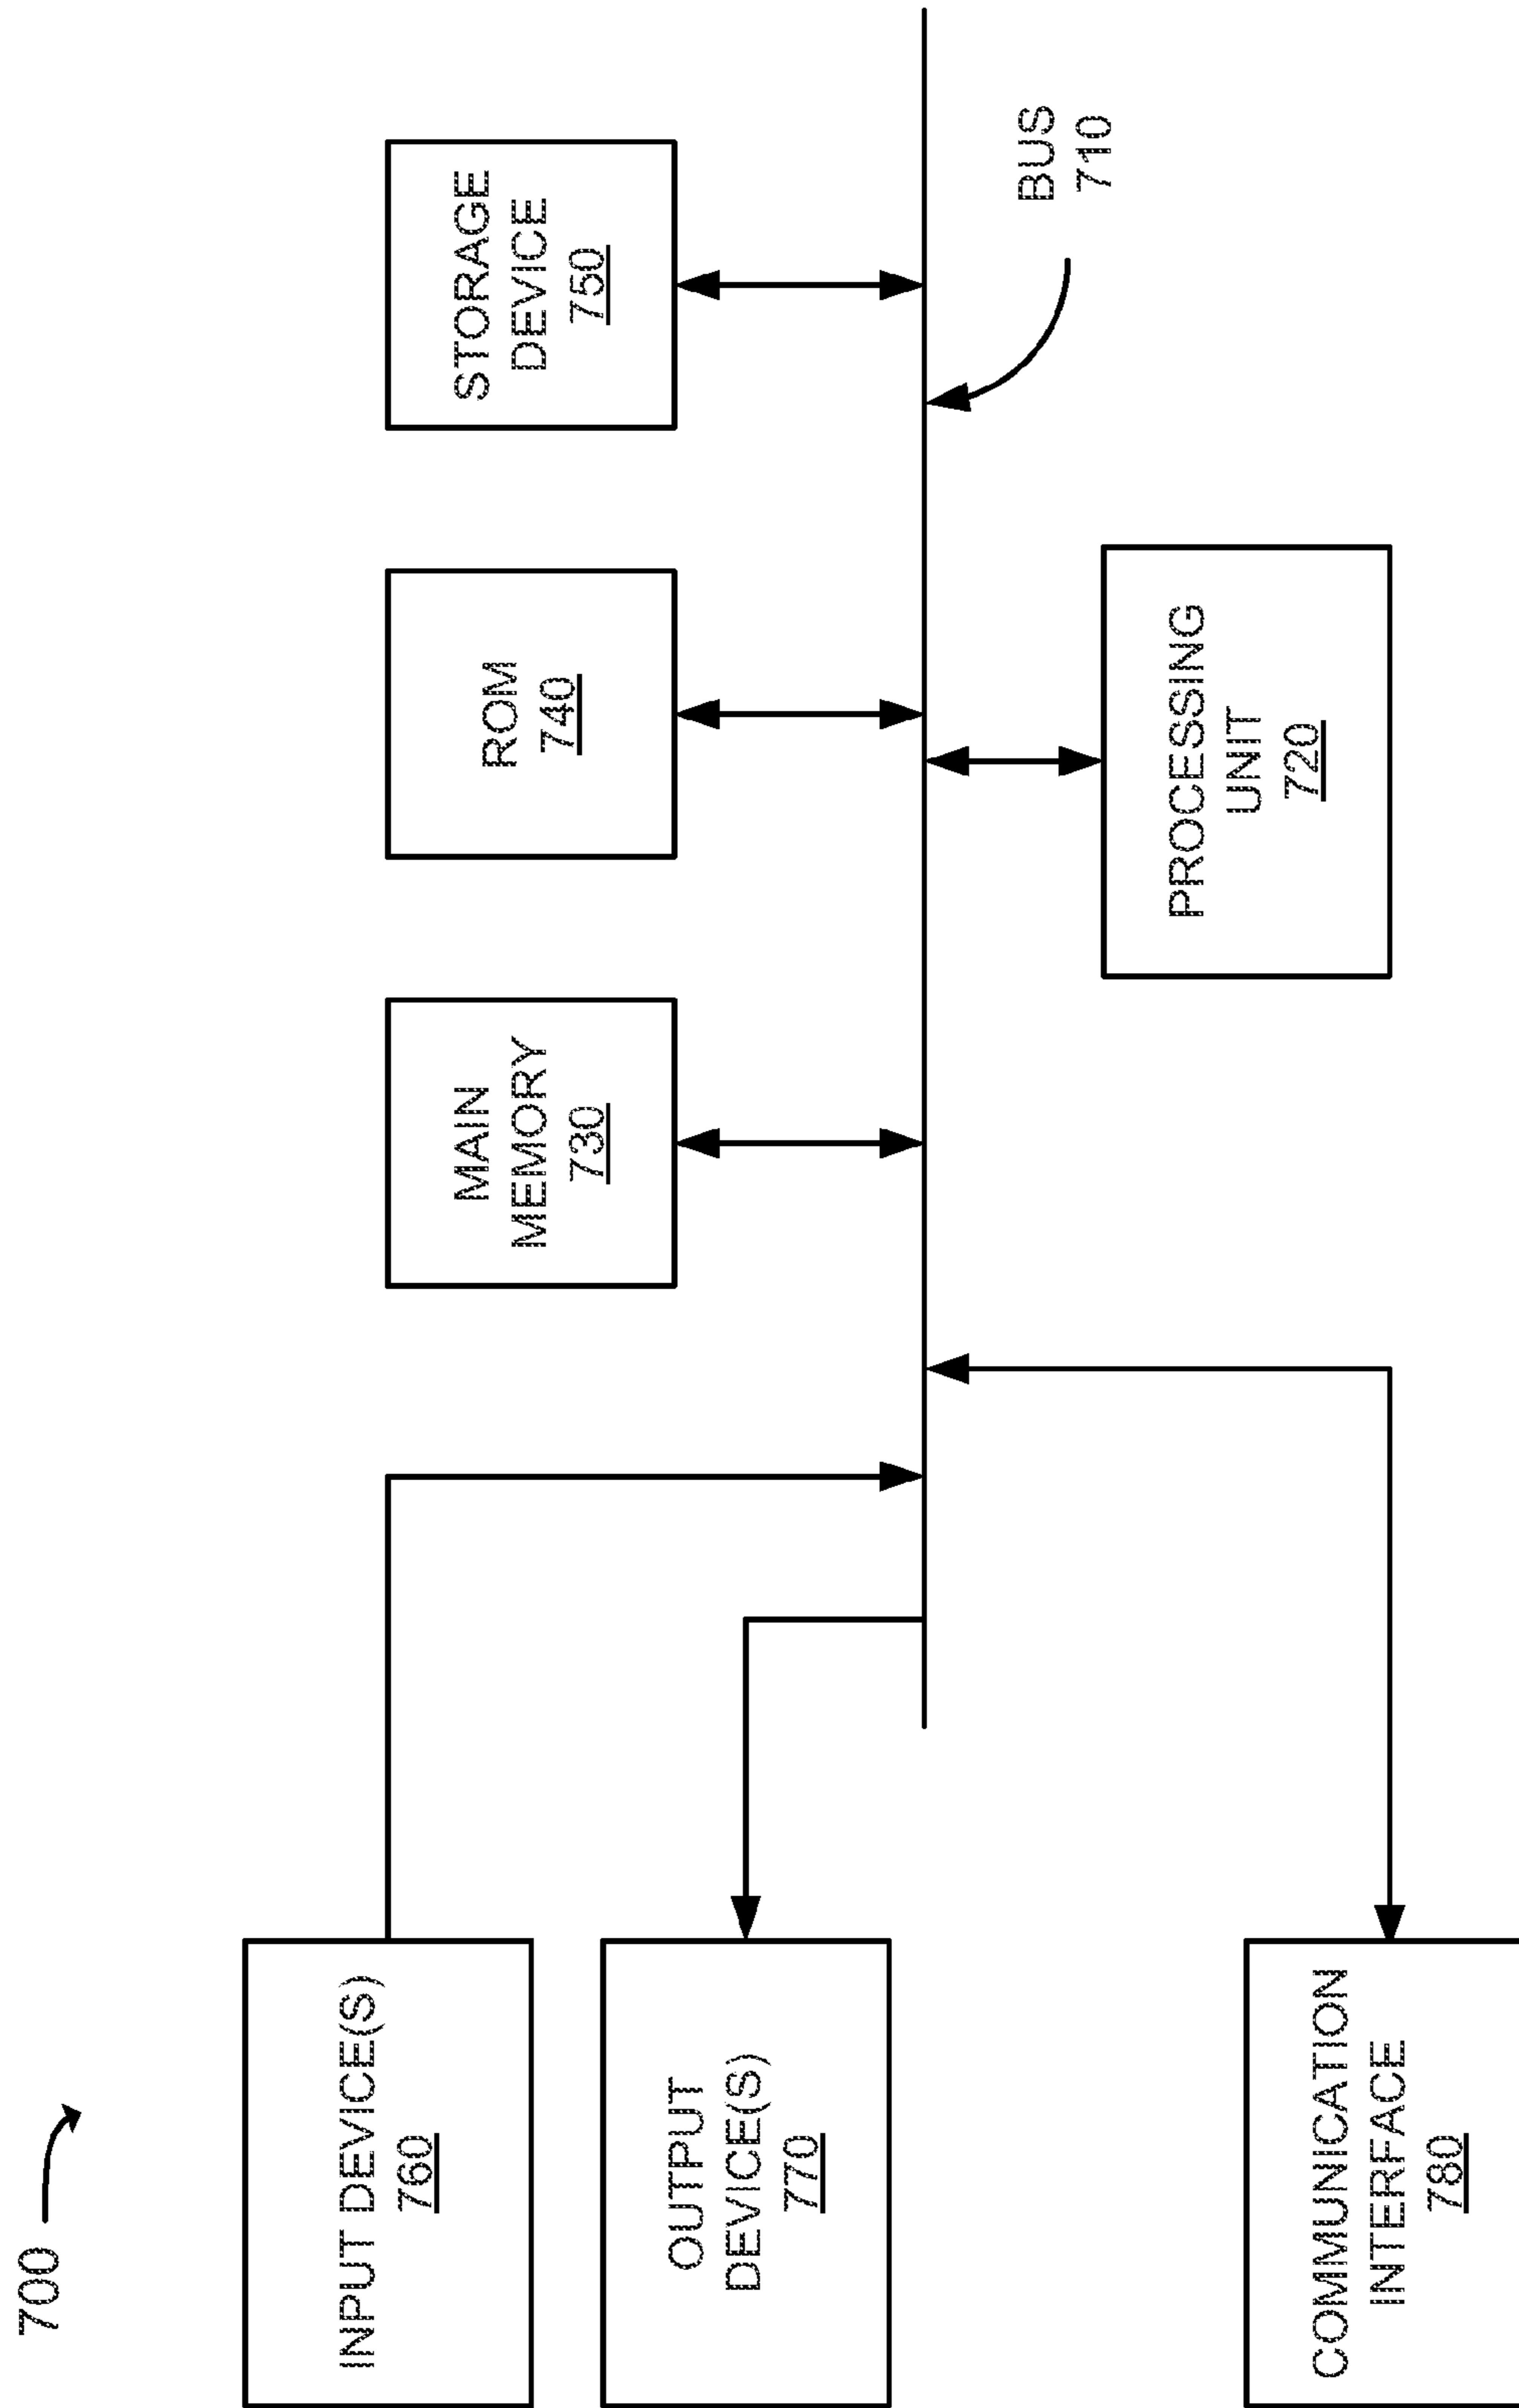 700
INPUT DEVICE(S)
760
MAIN
MEMORY
730
ROM
740
STORAGE
DEVICE
750
OUTPUT
DEVICE(S)
770
BUS
710
COMMUNICATION
INTERFACE
780
PROCESSING
UNIT
720